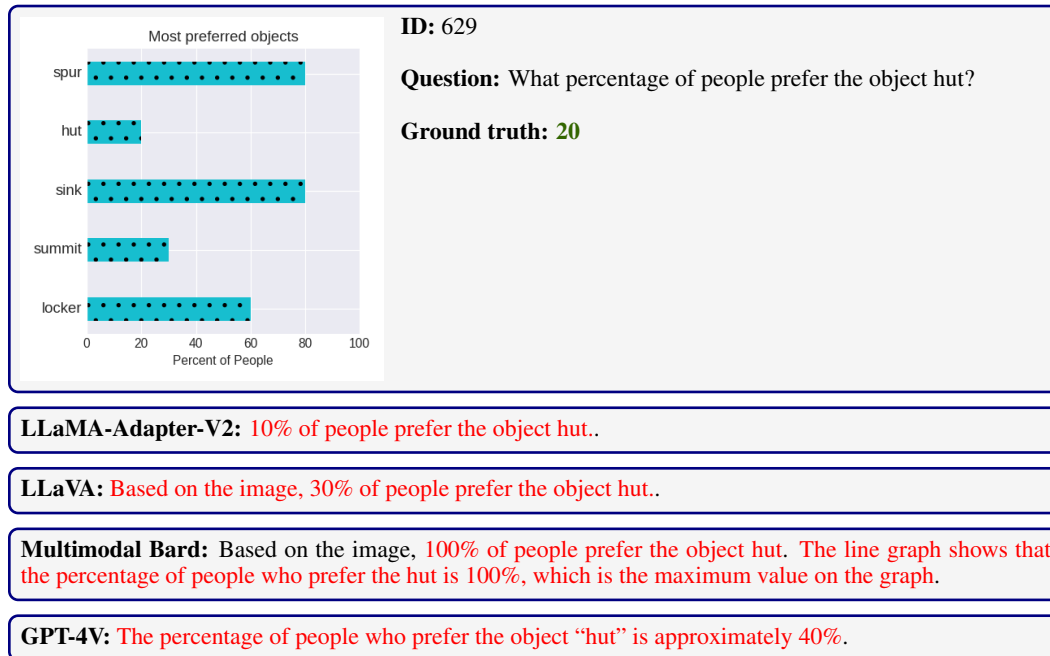 Most preferred objects
spur
hut
sink
summit
locker
0 20 40 60 80 100
Percent of People
ID: 629
Question: What percentage of people prefer the object hut?
Ground truth: 20
LLaMA-Adapter-V2: 10% of people prefer the object hut..
LLaVA: Based on the image, 30% of people prefer the object hut..
Multimodal Bard: Based on the image, 100% of people prefer the object hut. The line graph shows that
the percentage of people who prefer the hut is 100%, which is the maximum value on the graph.
GPT-4V: The percentage of people who prefer the object “hut” is approximately 40%.